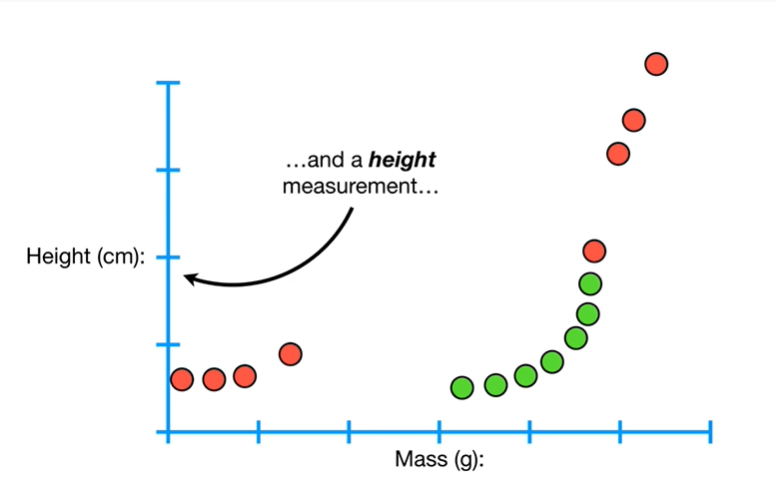 …and a height
measurement…
Height (cm):
Mass (g):